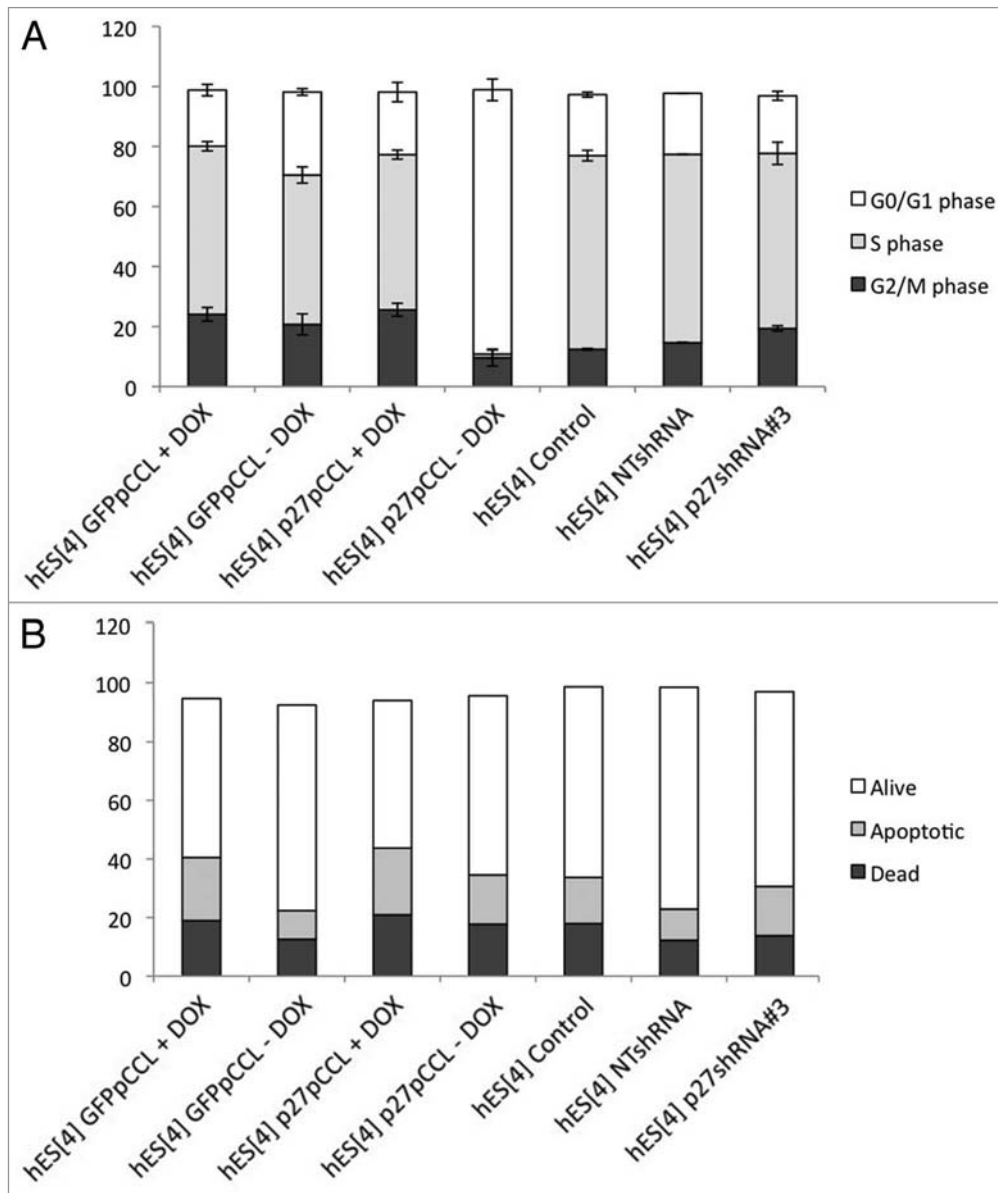 A
120
100
80
60
40
20
0
G0/G1 phase
S phase
G2/M phase
hES[4] GFPpCCL + DOX
hES[4] GFPpCCL - DOX
hES[4] p27pCCL + DOX
hES[4] p27pCCL - DOX
hES[4] Control
hES[4] NTshRNA
hES[4] p27shRNA#3
B
120
100
80
60
40
20
0
Alive
Apoptotic
Dead
hES[4] GFPpCCL + DOX
hES[4] GFPpCCL - DOX
hES[4] p27pCCL + DOX
hES[4] p27pCCL - DOX
hES[4] Control
hES[4] NTshRNA
hES[4] p27shRNA#3